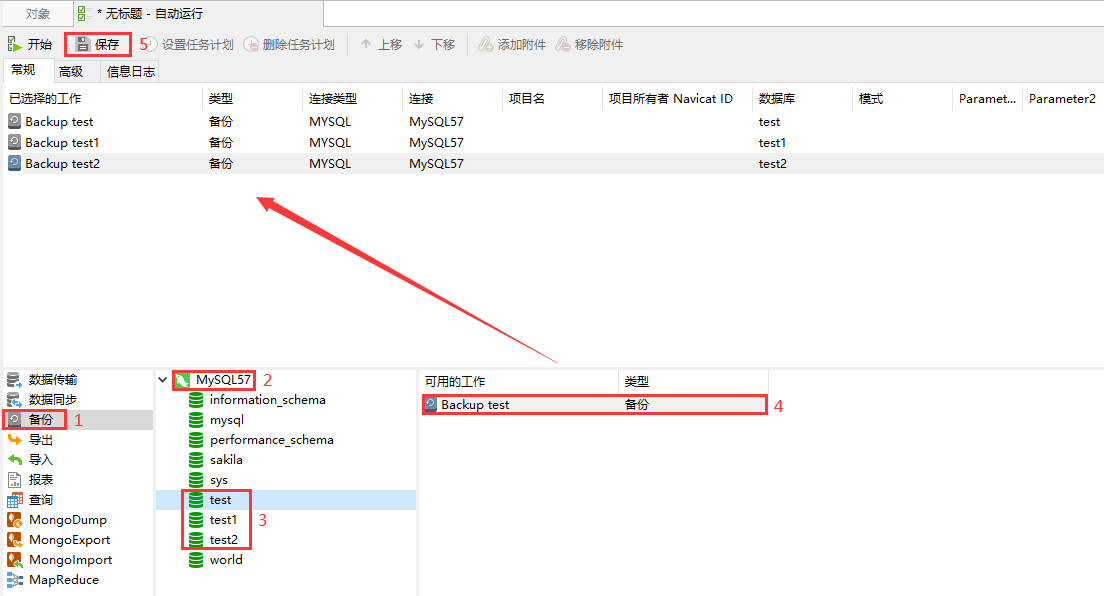 对象 * 无标题 - 自动运行
开始 保存 5 设置任务计划 删除任务计划 上移 下移 添加附件 移除附件
常规 高级 信息日志
已选择的工作 类型 连接类型 连接 项目名 项目所有者 Navicat ID 数据库 模式 Paramet... Parameter2
Backup test 备份 MYSQL MySQL57 test
Backup test1 备份 MYSQL MySQL57 test1
Backup test2 备份 MYSQL MySQL57 test2
数据传输
数据同步
备份 1
导出
导入
报表
查询
MongoDump
MongoExport
MongoImport
MapReduce
MySQL57 2
information_schema
mysql
performance_schema
sakila
sys
test
test1 3
test2
world
可用的工作 类型
Backup test 备份 4